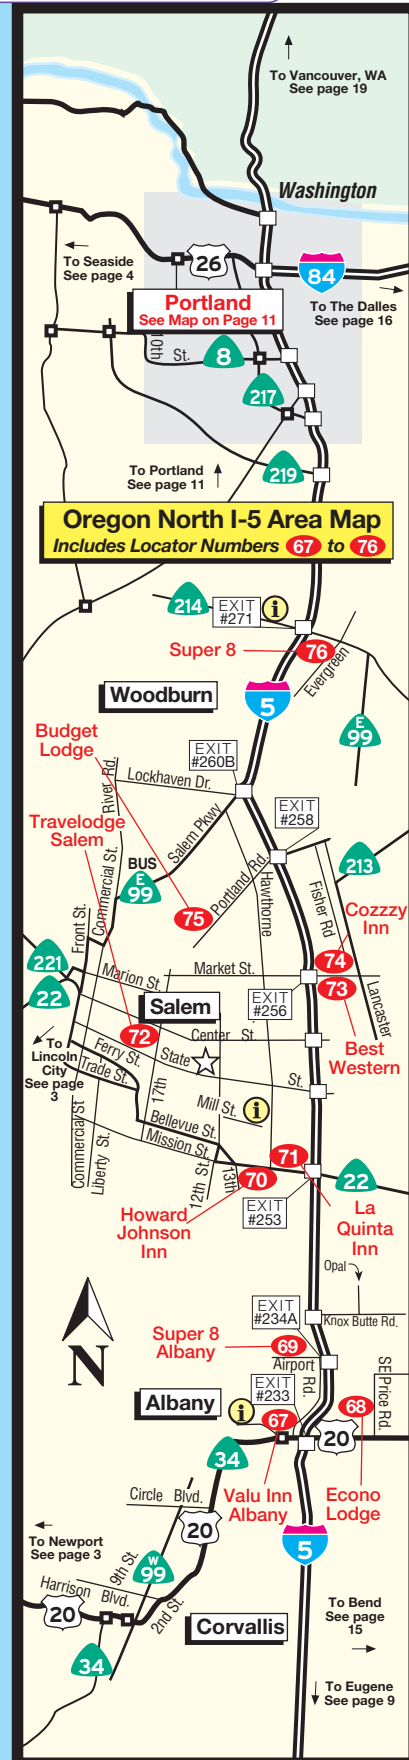 To Vancouver, WA
See page 19
Washington
To Seaside
See page 4
26
84
To The Dalles
See page 16
Portland
See Map on Page 11
10th
St.
8
217
To Portland
See page 11
219
Oregon North I-5 Area Map
Includes Locator Numbers 67 to 76
214
EXIT
#271
i
Super 8
76
Evergreen
Woodburn
5
E
99
Budget
Lodge
EXIT
#260B
River Rd.
Lockhaven Dr.
Travelodge
Salem
EXIT
#258
Commercial St.
BUS
E
99
Salem Pkwy
75
Portland Rd.
Hawthorne
Fisher Rd
213
Cozzzy
Inn
Front St.
221
22
Marion St.
Market St.
74
73
Lancaster
Salem
EXIT
#256
To
Lincoln
City
See page
3
72
Center St.
Best
Western
Ferry St.
State
St.
Trade St.
17th
Mill St.
i
Commercial St
Liberty St.
Bellevue St.
Mission St.
12th St.
13th
70
71
EXIT
#253
22
Howard
Johnson
Inn
La
Quinta
Inn
Opal
N
EXIT
#234A
Knox Butte Rd.
Super 8
Albany
69
Airport
Rd.
EXIT
#233
SE Price Rd.
Albany
i
67
68
20
34
Valu Inn
Albany
Econo
Lodge
Circle Blvd.
20
To Newport
See page 3
9th St.
W
99
5
Harrison Blvd.
2nd St.
20
Corvallis
To Bend
See page
15
34
To Eugene
See page 9